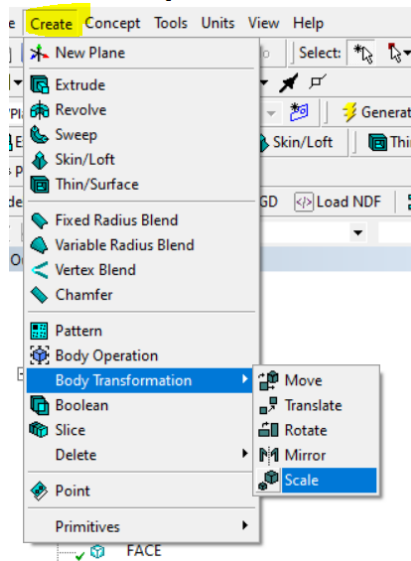 Create Concept Tools Units View Help
New Plane
Select:
Extrude
Revolve
Generat
Sweep
Skin/Loft
Skin/Loft
Thi
Thin/Surface
GD Load NDF
Fixed Radius Blend
Variable Radius Blend
Vertex Blend
Chamfer
Pattern
Body Operation
Body Transformation
Move
Boolean
Translate
Slice
Rotate
Delete
Mirror
Point
Scale
Primitives
FACE